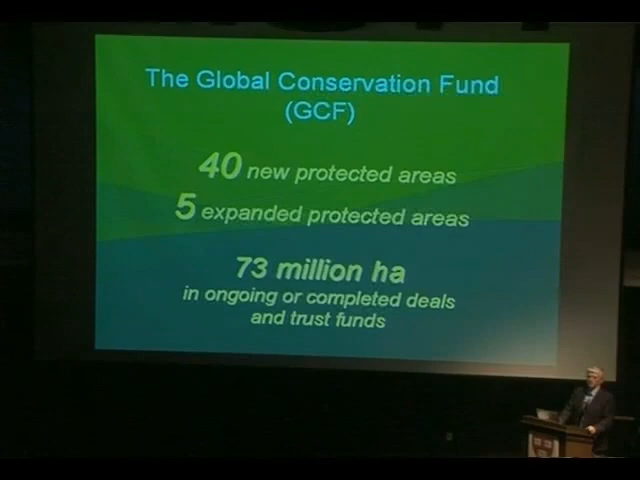 The Global Conservation Fund
(GCF)
40 new protected areas
5 expanded protected areas
73 million ha
in ongoing or completed deals
and trust funds